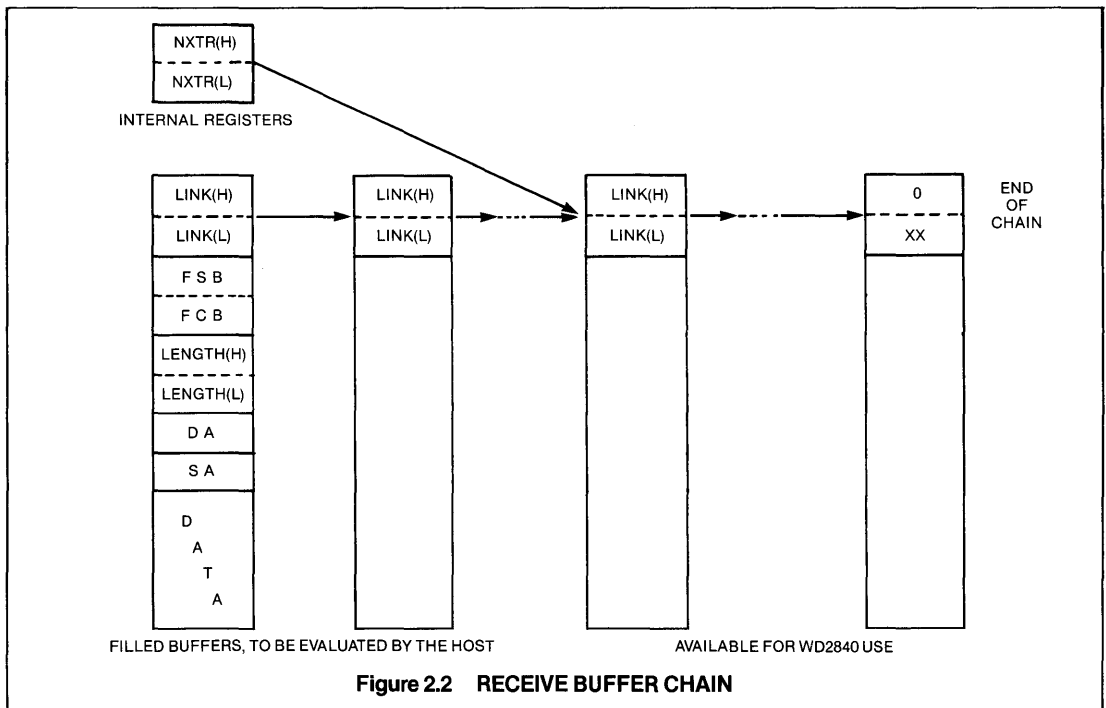 NXTR(H)
NXTR(L)
INTERNAL REGISTERS
LINK(H)
LINK(L)
FSB
FCB
LENGTH(H)
LENGTH(L)
DA
SA
DATA
LINK(H)
LINK(L)
LINK(H)
LINK(L)
0
XX
END
OF
CHAIN
FILLED BUFFERS, TO BE EVALUATED BY THE HOST
AVAILABLE FOR WD2840 USE
Figure 2.2 RECEIVE BUFFER CHAIN